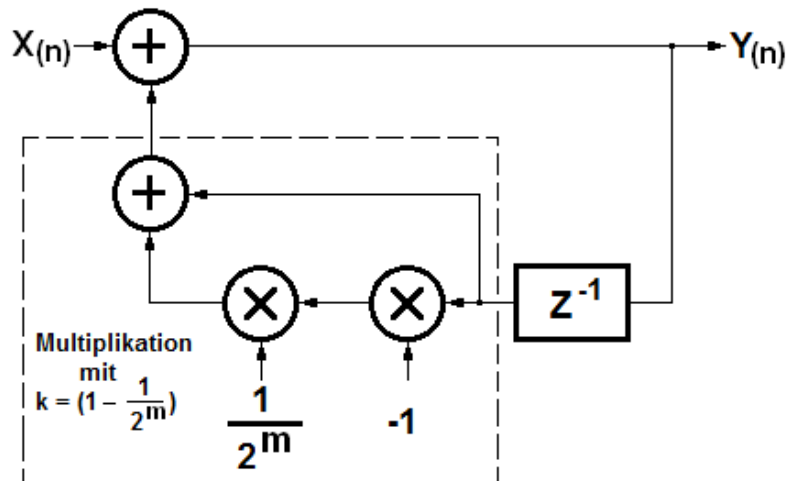 X(n)
+
Y(n)
+
×
×
Z⁻¹
Multiplikation
mit
k = (1 – 1/2ᵐ)
1/2ᵐ
-1